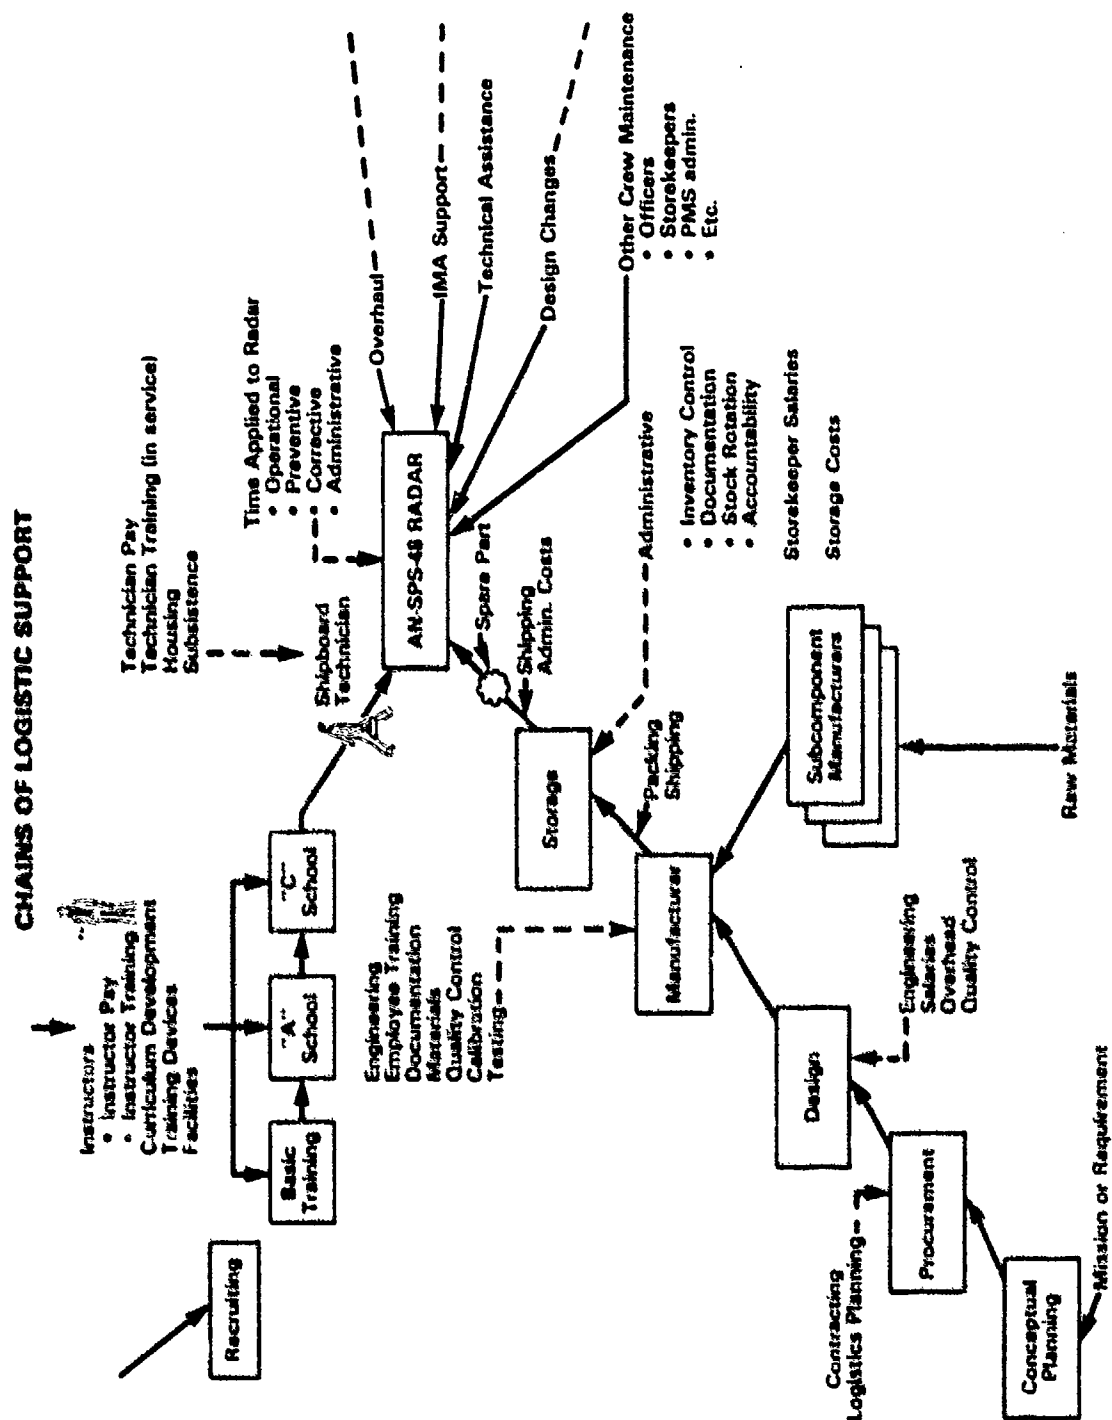 CHAINS OF LOGISTIC SUPPORT
Recruiting
Instructors
• Instructor Pay
• Instructor Training
Curriculum Development
Training Devices
Facilities
Basic
Training
"A"
School
"C"
School
Technician Pay
Technician Training (in service)
Housing
Subsistence
Shipboard
Technician
Time Applied to Radar
• Operational
• Preventive
• Corrective
• Administrative
AN-SPS-48 RADAR
Overhaul
IMA Support
Technical Assistance
Design Changes
Other Crew Maintenance
• Officers
• Storekeepers
• PMS admin.
• Etc.
Spare Part
Shipping
Admin. Costs
Storage
Administrative
• Inventory Control
• Documentation
• Stock Rotation
• Accountability
Storekeeper Salaries
Storage Costs
Packing
Shipping
Engineering
Employee Training
Documentation
Materials
Quality Control
Calibration
Testing
Manufacturer
Subcomponent
Manufacturers
Raw Materials
Design
Engineering
Salaries
Overhead
Quality Control
Contracting
Logistics Planning
Procurement
Conceptual
Planning
Mission or Requirement